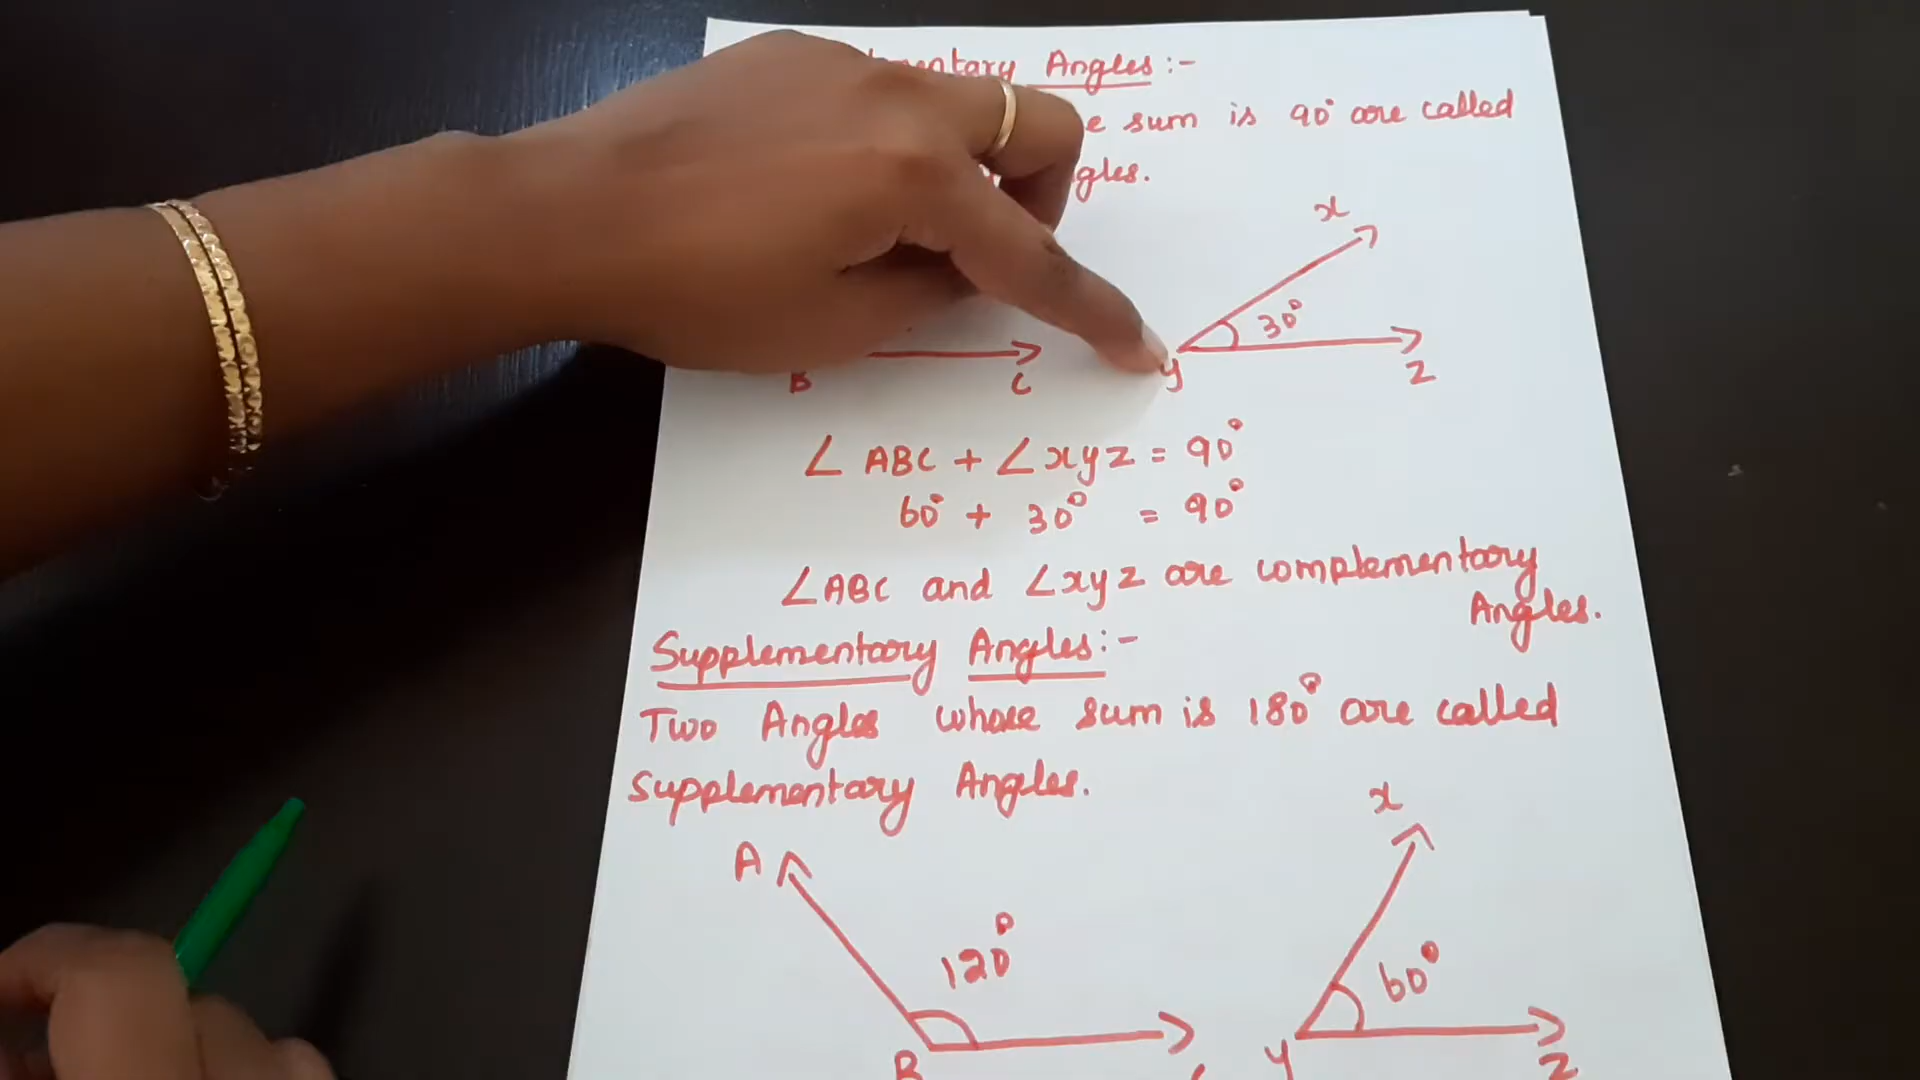 Angles :-
sum is 90° are called
x
30°
B C y z
∠ ABC + ∠xyz = 90°
60° + 30° = 90°
∠ABC and ∠xyz are complementary
Angles.
Supplementary Angles:-
Two Angles whose sum is 180° are called
Supplementary Angles.
x
A
120° 60°
B y z